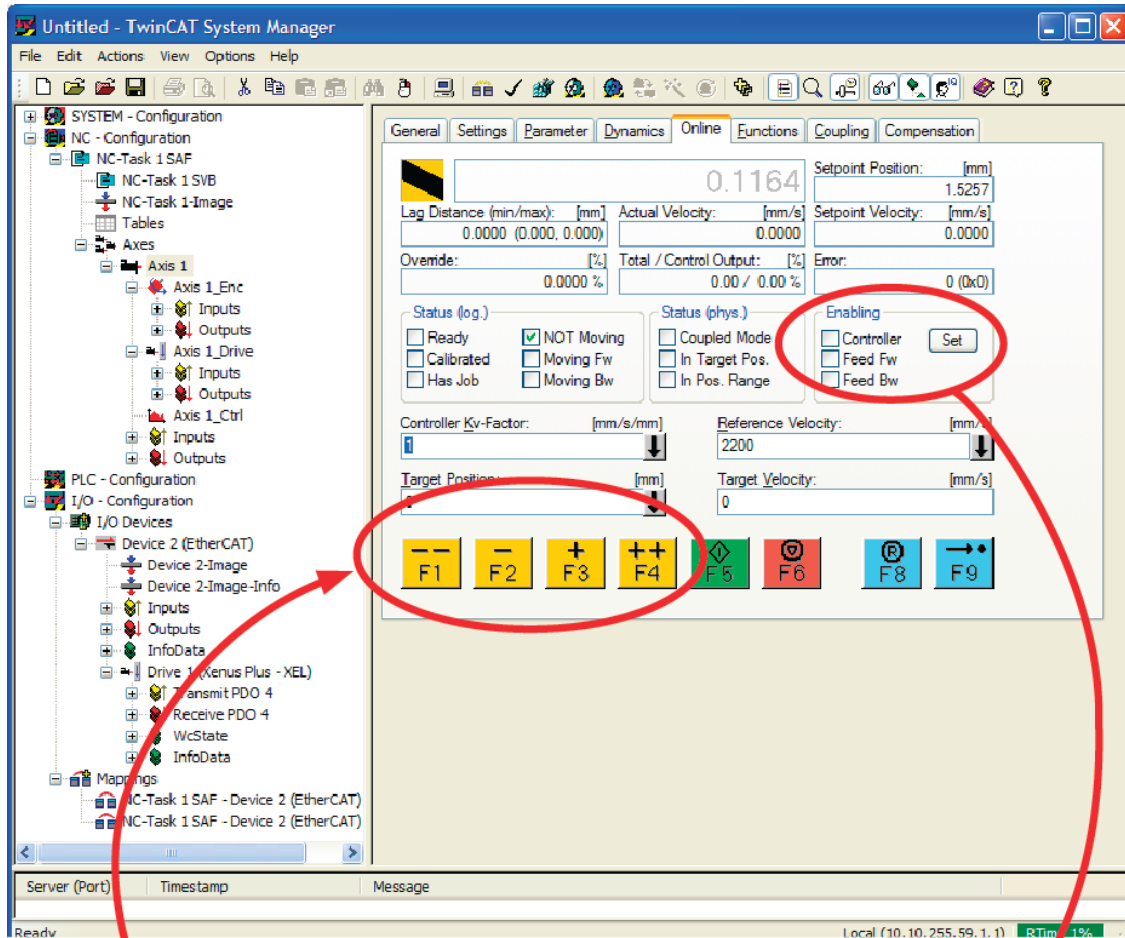 Untitled - TwinCAT System Manager
File Edit Actions View Options Help
SYSTEM - Configuration
NC - Configuration
NC-Task 1 SAF
NC-Task 1 SVB
NC-Task 1-Image
Tables
Axes
Axis 1
Axis 1_Enc
Inputs
Outputs
Axis 1_Drive
Inputs
Outputs
Axis 1_Ctrl
Inputs
Outputs
PLC - Configuration
I/O - Configuration
I/O Devices
Device 2 (EtherCAT)
Device 2-Image
Device 2-Image-Info
Inputs
Outputs
InfoData
Drive 1 (Xenus Plus - XEL)
Transmit PDO 4
Receive PDO 4
WcState
InfoData
Mappings
NC-Task 1 SAF - Device 2 (EtherCAT)
NC-Task 1 SAF - Device 2 (EtherCAT)
General Settings Parameter Dynamics Online Functions Coupling Compensation
0.1164
Setpoint Position: [mm]
1.5257
Lag Distance (min/max): [mm] Actual Velocity: [mm/s] Setpoint Velocity: [mm/s]
0.0000 (0.000, 0.000) 0.0000 0.0000
Override: [%] Total / Control Output: [%] Error:
0.0000 % 0.00 / 0.00 % 0 (0x0)
Status (log.) Status (phys.) Enabling
Ready NOT Moving Coupled Mode Controller Set
Calibrated Moving Fw In Target Pos. Feed Fw
Has Job Moving Bw In Pos. Range Feed Bw
Controller Kv-Factor: [mm/s/mm] Reference Velocity: [mm/s]
1 2200
Target Position: [mm] Target Velocity: [mm/s]
0 0
-- - + ++ R
F1 F2 F3 F4 F5 F6 F8 F9
Server (Port) Timestamp Message
Ready Local (10.10.255.59.1.1) RTime 1%